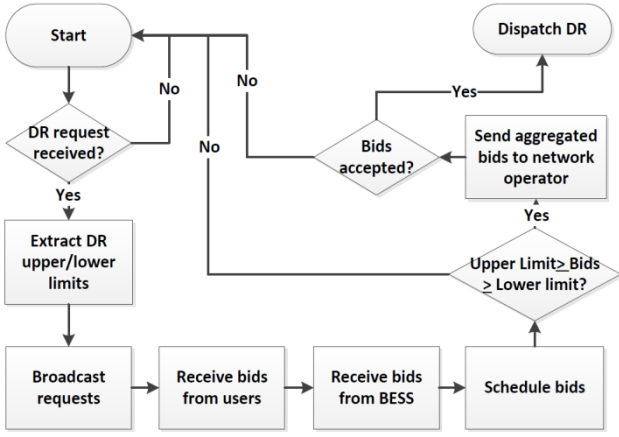 Start
Dispatch DR
No
No
No
Yes
DR request
received?
Bids
accepted?
Send aggregated
bids to network
operator
Yes
Yes
Extract DR
upper/lower
limits
Upper Limit≥Bids
≥ Lower limit?
Broadcast
requests
Receive bids
from users
Receive bids
from BESS
Schedule bids